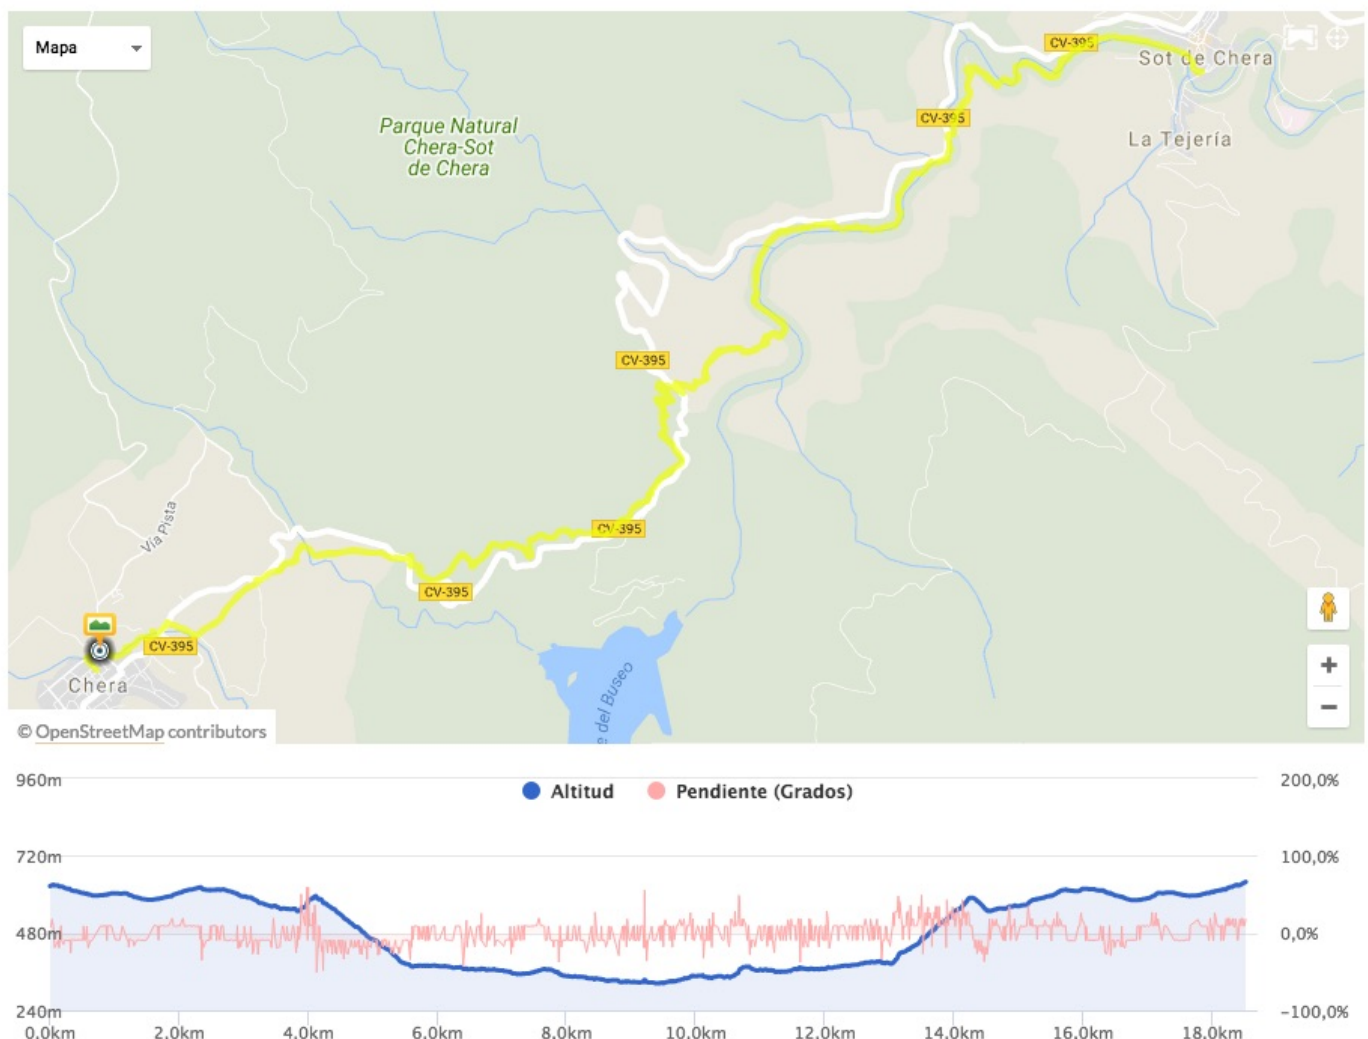 Mapa
CV-395
Sot de Chera
CV-395
Parque Natural
Chera-Sot
de Chera
La Tejería
CV-395
Vía Pista
CV-395
CV-395
CV-395
Chera
e del Buseo
© OpenStreetMap contributors
+
−
960m
Altitud
Pendiente (Grados)
200,0%
720m
100,0%
480m
0,0%
240m
-100,0%
0.0km 2.0km 4.0km 6.0km 8.0km 10.0km 12.0km 14.0km 16.0km 18.0km